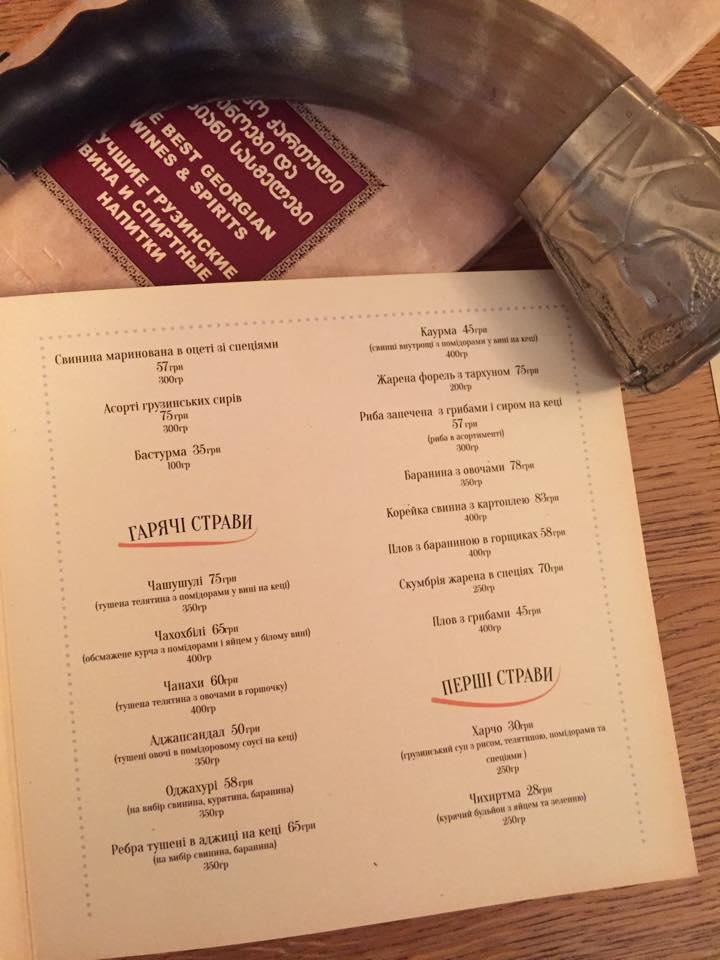 ქართული
ღვინოები და
სასმელები
BEST GEORGIAN
WINES & SPIRITS
ЛУЧШИЕ ГРУЗИНСКИЕ
ВИНА И СПИРТНЫЕ
НАПИТКИ
Свинина маринована в оцеті зі спеціями
57грн
300гр
Асорті грузинських сирів
75грн
300гр
Бастурма 35грн
100гр
ГАРЯЧІ СТРАВИ
Чашушулі 75грн
(тушена телятина з помідорами у вині на кеці)
350гр
Чахохбілі 65грн
(обсмажене курча з помідорами і яйцем у білому вині)
400гр
Чанахи 60грн
(тушена телятина з овочами в горшочку)
400гр
Аджапсандал 50грн
(тушені овочі в помідоровому соусі на кеці)
350гр
Оджахурі 58грн
(на вибір свинина, курятина, баранина)
350гр
Ребра тушені в аджиці на кеці 65грн
(на вибір свинина, баранина)
350гр
Каурма 45грн
(свинні внутрощі з помідорами у вині на кеці)
400гр
Жарена форель з тархуном 75грн
200гр
Риба запечена з грибами і сиром на кеці
57грн
(риба в асортименті)
300гр
Баранина з овочами 78грн
350гр
Корейка свинна з картоплею 83грн
400гр
Плов з бараниною в горщиках 58грн
400гр
Скумбрія жарена в спеціях 70грн
250гр
Плов з грибами 45грн
400гр
ПЕРШІ СТРАВИ
Харчо 30грн
(грузинський суп з рисом, телятиною, помідорами та
спеціями )
250гр
Чихиртма 28грн
(курячий бульйон з яйцем та зеленню)
250гр